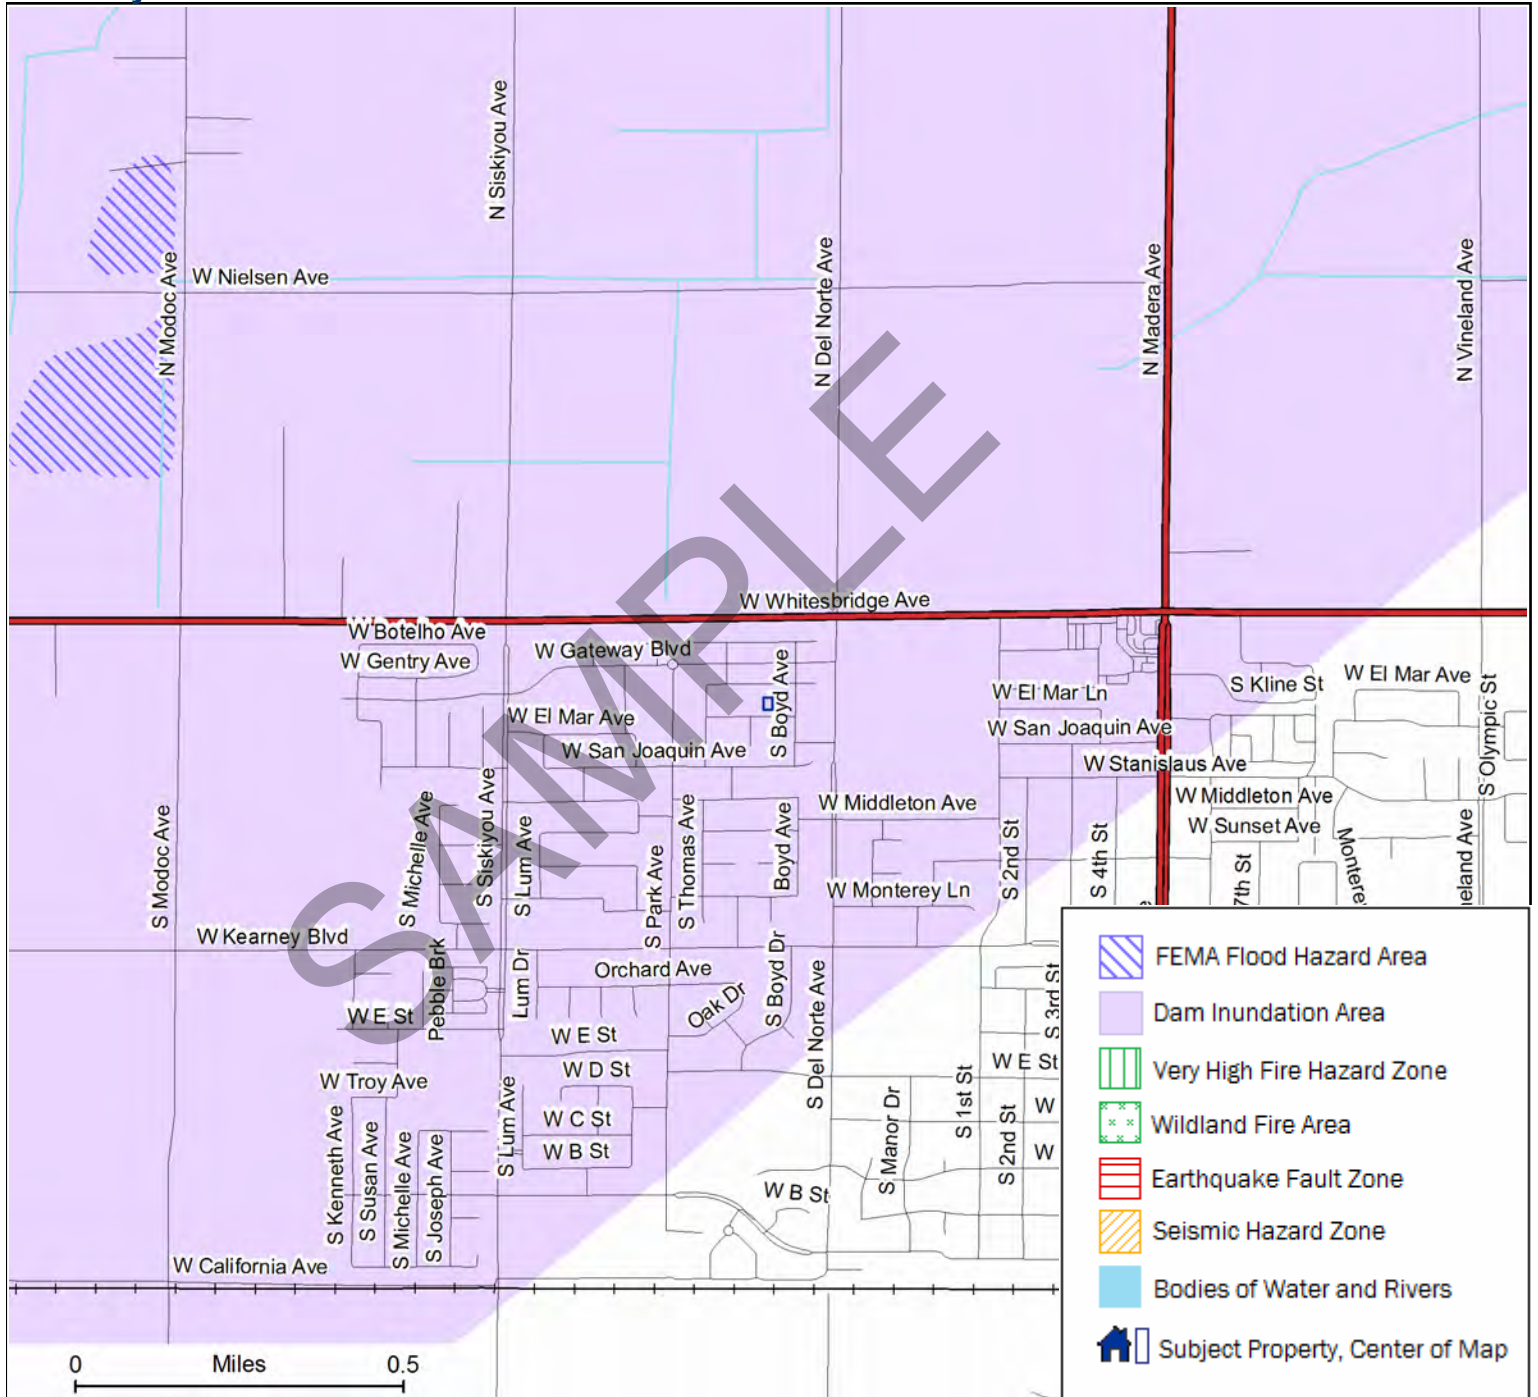 N Siskiyou Ave
N Modoc Ave
W Nielsen Ave
N Del Norte Ave
N Madera Ave
N Vineland Ave
SAMPLE
W Whitesbridge Ave
W Botelho Ave
W Gentry Ave
W Gateway Blvd
S Boyd Ave
W El Mar Ave
W San Joaquin Ave
W El Mar Ln
W San Joaquin Ave
W Stanislaus Ave
S Kline St
W El Mar Ave
S Olympic St
W Middleton Ave
W Middleton Ave
W Sunset Ave
S Modoc Ave
S Michelle Ave
S Siskiyou Ave
S Lum Ave
S Park Ave
S Thomas Ave
Boyd Ave
W Monterey Ln
S 2nd St
S 4th St
7th St
Montere
neland Ave
e
W Kearney Blvd
Pebble Brk
Lum Dr
Orchard Ave
Oak Dr
S Boyd Dr
S Del Norte Ave
S 3rd St
W E St
W E St
W E St
W D St
W Troy Ave
W C St
W B St
S Lum Ave
S Kenneth Ave
S Susan Ave
S Michelle Ave
S Joseph Ave
S Manor Dr
S 1st St
S 2nd St
W
W
W B St
W California Ave
0 Miles 0.5
FEMA Flood Hazard Area
Dam Inundation Area
Very High Fire Hazard Zone
Wildland Fire Area
Earthquake Fault Zone
Seismic Hazard Zone
Bodies of Water and Rivers
Subject Property, Center of Map